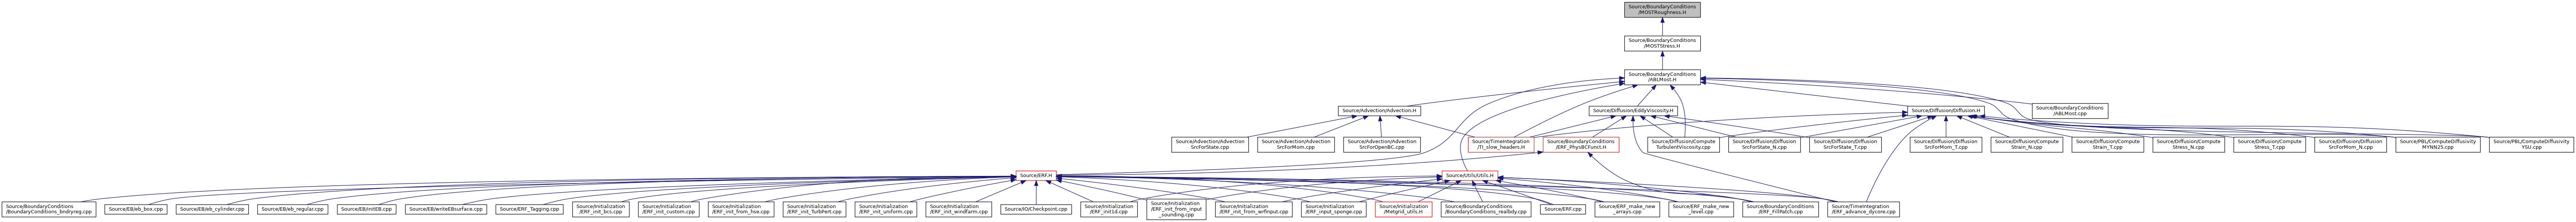 Source/BoundaryConditions
/MOSTRoughness.H
Source/BoundaryConditions
/MOSTStress.H
Source/BoundaryConditions
/ABLMost.H
Source/Advection/Advection.H
Source/Diffusion/EddyViscosity.H
Source/Diffusion/Diffusion.H
Source/BoundaryConditions
/ABLMost.cpp
Source/Advection/Advection
SrcForState.cpp
Source/Advection/Advection
SrcForMom.cpp
Source/Advection/Advection
SrcForOpenBC.cpp
Source/TimeIntegration
/TI_slow_headers.H
Source/BoundaryConditions
/ERF_PhysBCFunct.H
Source/Diffusion/Compute
TurbulentViscosity.cpp
Source/Diffusion/Diffusion
SrcForState_N.cpp
Source/Diffusion/Diffusion
SrcForState_T.cpp
Source/Diffusion/Diffusion
SrcForMom_T.cpp
Source/Diffusion/Compute
Strain_N.cpp
Source/Diffusion/Compute
Strain_T.cpp
Source/Diffusion/Compute
Stress_N.cpp
Source/Diffusion/Compute
Stress_T.cpp
Source/Diffusion/Diffusion
SrcForMom_N.cpp
Source/PBL/ComputeDiffusivity
MYNN25.cpp
Source/PBL/ComputeDiffusivity
YSU.cpp
Source/ERF.H
Source/Utils/Utils.H
Source/BoundaryConditions
/BoundaryConditions_bndryreg.cpp
Source/EB/eb_box.cpp
Source/EB/eb_cylinder.cpp
Source/EB/eb_regular.cpp
Source/EB/initEB.cpp
Source/EB/writeEBsurface.cpp
Source/ERF_Tagging.cpp
Source/Initialization
/ERF_init_bcs.cpp
Source/Initialization
/ERF_init_custom.cpp
Source/Initialization
/ERF_init_from_hse.cpp
Source/Initialization
/ERF_init_TurbPert.cpp
Source/Initialization
/ERF_init_uniform.cpp
Source/Initialization
/ERF_init_windfarm.cpp
Source/IO/Checkpoint.cpp
Source/Initialization
/ERF_init1d.cpp
Source/Initialization
/ERF_init_from_input
_sounding.cpp
Source/Initialization
/ERF_init_from_wrfinput.cpp
Source/Initialization
/ERF_input_sponge.cpp
Source/Initialization
/Metgrid_utils.H
Source/BoundaryConditions
/BoundaryConditions_realbdy.cpp
Source/ERF.cpp
Source/ERF_make_new
_arrays.cpp
Source/ERF_make_new
_level.cpp
Source/BoundaryConditions
/ERF_FillPatch.cpp
Source/TimeIntegration
/ERF_advance_dycore.cpp